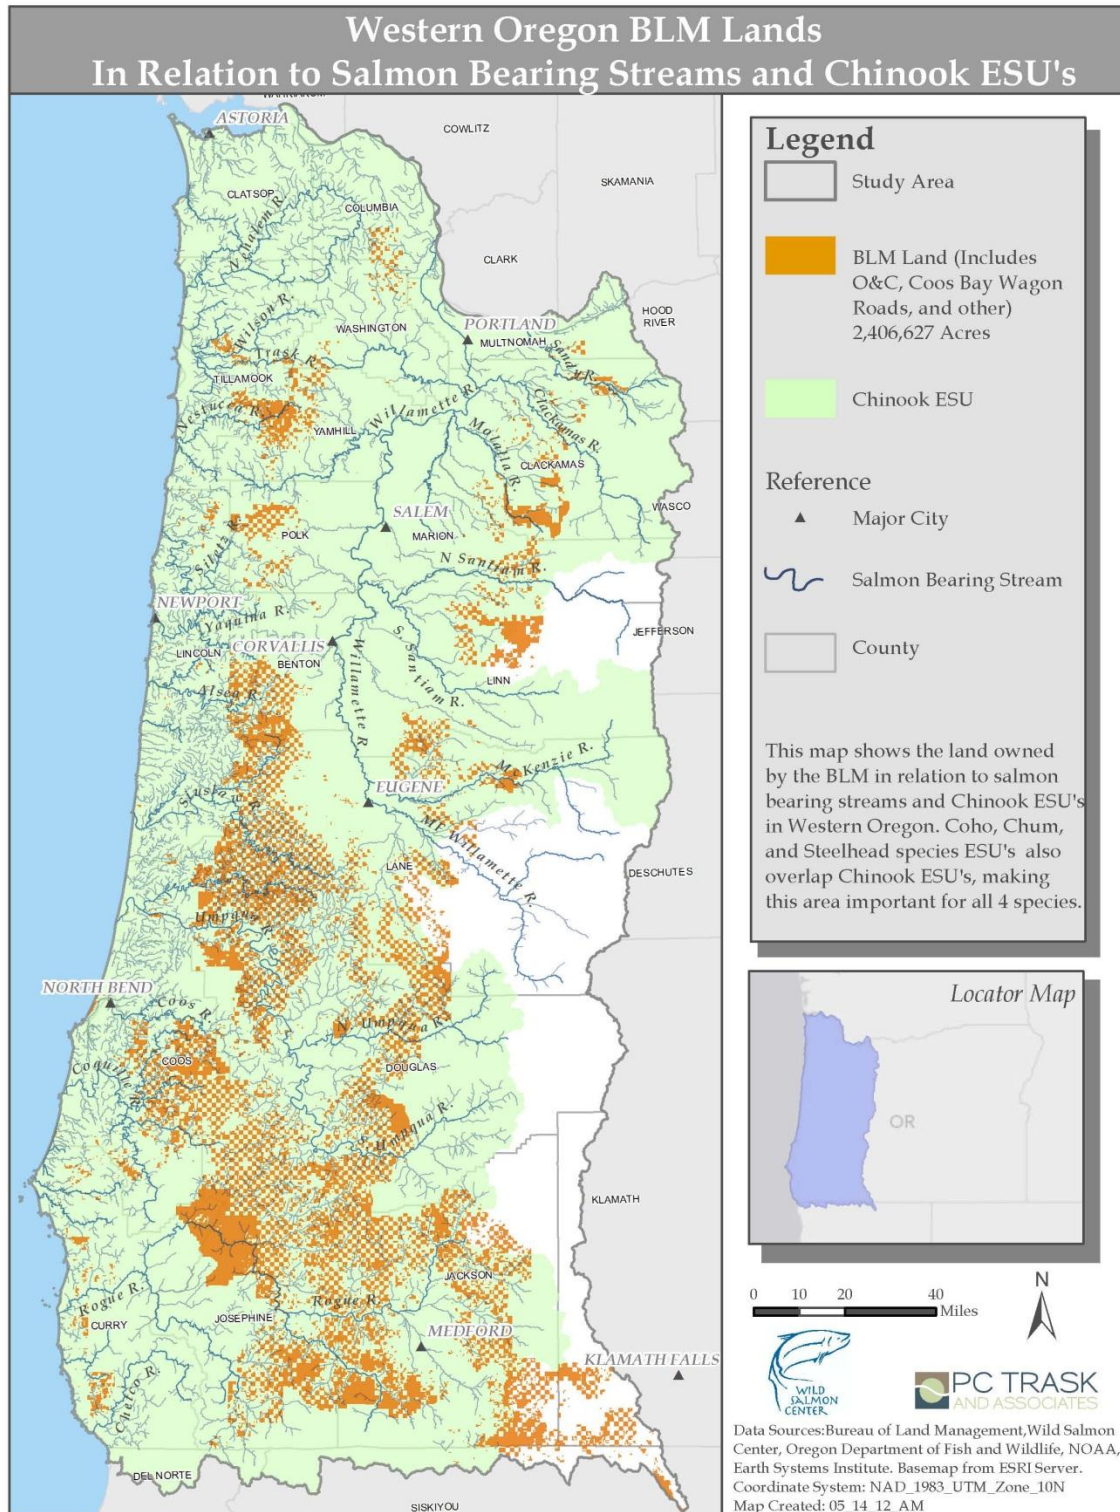 Western Oregon BLM Lands
In Relation to Salmon Bearing Streams and Chinook ESU's
ASTORIA
COWLITZ
SKAMANIA
CLATSOP
COLUMBIA
Nehalem R.
CLARK
HOOD
RIVER
Wilson R.
WASHINGTON
PORTLAND
MULTNOMAH
Sandy R.
Trask R.
TILLAMOOK
Nestucca R.
YAMHILL
Willamette R.
Clackamas R.
Molalla R.
CLACKAMAS
WASCO
SALEM
MARION
POLK
Siletz R.
N Santiam R.
NEWPORT
Yaquina R.
JEFFERSON
LINCOLN
CORVALLIS
BENTON
Willamette R.
S. Santiam R.
LINN
Alsea R.
McKenzie R.
EUGENE
Siuslaw R.
MF Willamette R.
LANE
DESCHUTES
Umpqua R.
NORTH BEND
Coos R.
N. Umpqua R.
COOS
Coquille R.
DOUGLAS
S. Umpqua R.
KLAMATH
JACKSON
Rogue R.
Rogue R.
JOSEPHINE
CURRY
MEDFORD
KLAMATH FALLS
Chetco R.
DEL NORTE
SISKIYOU
Legend
Study Area
BLM Land (Includes
O&C, Coos Bay Wagon
Roads, and other)
2,406,627 Acres
Chinook ESU
Reference
Major City
Salmon Bearing Stream
County
This map shows the land owned
by the BLM in relation to salmon
bearing streams and Chinook ESU's
in Western Oregon. Coho, Chum,
and Steelhead species ESU's also
overlap Chinook ESU's, making
this area important for all 4 species.
Locator Map
OR
N
0 10 20 40
Miles
WILD
SALMON
CENTER
PC TRASK
AND ASSOCIATES
Data Sources:Bureau of Land Management,Wild Salmon
Center, Oregon Department of Fish and Wildlife, NOAA,
Earth Systems Institute. Basemap from ESRI Server.
Coordinate System: NAD_1983_UTM_Zone_10N
Map Created: 05_14_12_AM